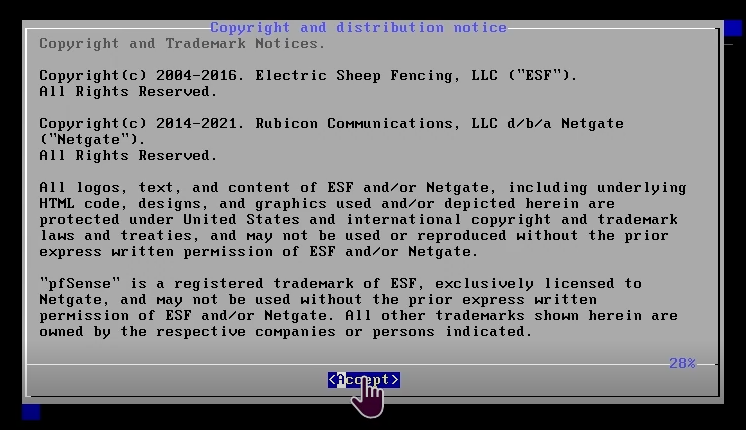 Copyright and distribution notice
Copyright and Trademark Notices.
Copyright(c) 2004-2016. Electric Sheep Fencing, LLC ("ESF").
All Rights Reserved.
Copyright(c) 2014-2021. Rubicon Communications, LLC d/b/a Netgate
("Netgate").
All Rights Reserved.
All logos, text, and content of ESF and/or Netgate, including underlying
HTML code, designs, and graphics used and/or depicted herein are
protected under United States and international copyright and trademark
laws and treaties, and may not be used or reproduced without the prior
express written permission of ESF and/or Netgate.
"pfSense" is a registered trademark of ESF, exclusively licensed to
Netgate, and may not be used without the prior express written
permission of ESF and/or Netgate. All other trademarks shown herein are
owned by the respective companies or persons indicated.
28%
<Accept>